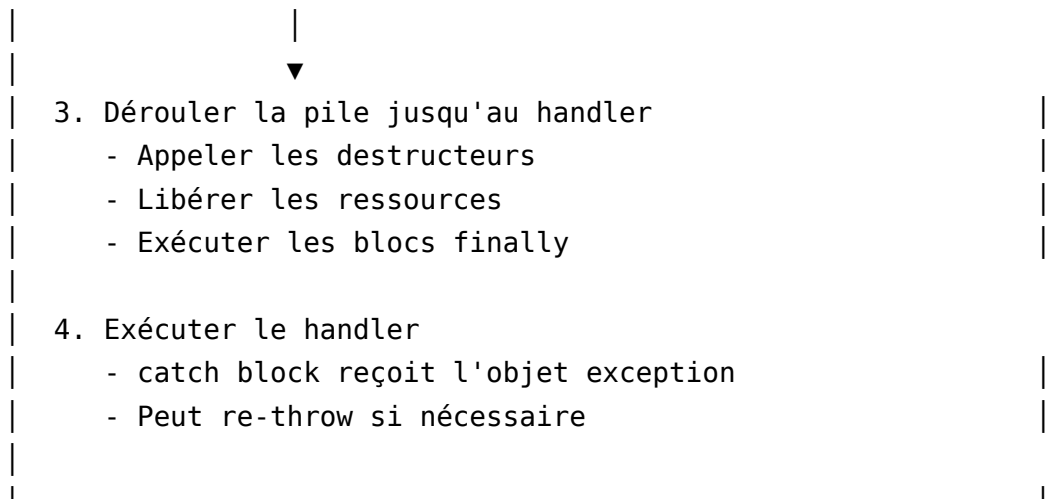 3. Dérouler la pile jusqu'au handler
- Appeler les destructeurs
- Libérer les ressources
- Exécuter les blocs finally
4. Exécuter le handler
- catch block reçoit l'objet exception
- Peut re-throw si nécessaire